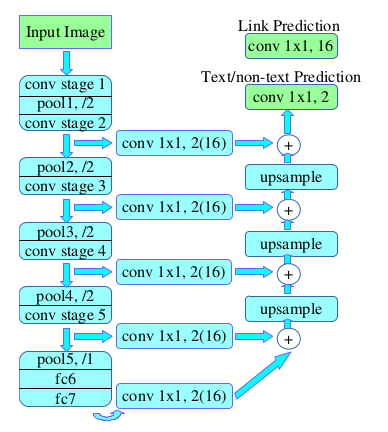 Input Image
Link Prediction
conv 1x1, 16
Text/non-text Prediction
conv 1x1, 2
conv stage 1
pool1, /2
conv stage 2
conv 1x1, 2(16)
+
pool2, /2
conv stage 3
upsample
conv 1x1, 2(16)
+
pool3, /2
conv stage 4
upsample
conv 1x1, 2(16)
+
pool4, /2
conv stage 5
upsample
conv 1x1, 2(16)
+
pool5, /1
fc6
fc7
conv 1x1, 2(16)